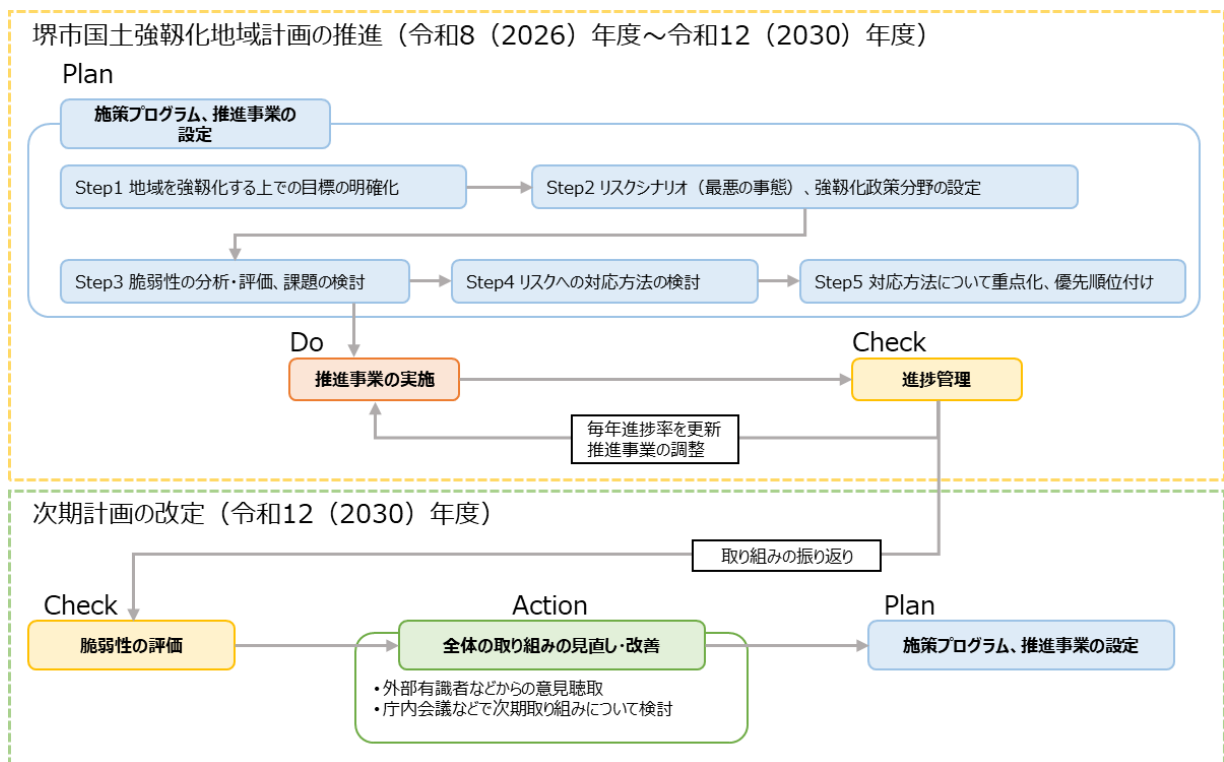 堺市国土強靱化地域計画の推進（令和8（2026）年度～令和12（2030）年度）
Plan
施策プログラム、推進事業の
設定
Step1 地域を強靱化する上での目標の明確化
Step2 リスクシナリオ（最悪の事態）、強靱化政策分野の設定
Step3 脆弱性の分析・評価、課題の検討
Step4 リスクへの対応方法の検討
Step5 対応方法について重点化、優先順位付け
Do
Check
推進事業の実施
進捗管理
毎年進捗率を更新
推進事業の調整
次期計画の改定（令和12（2030）年度）
取り組みの振り返り
Check
Action
Plan
脆弱性の評価
全体の取り組みの見直し・改善
施策プログラム、推進事業の設定
•外部有識者などからの意見聴取
•庁内会議などで次期取り組みについて検討